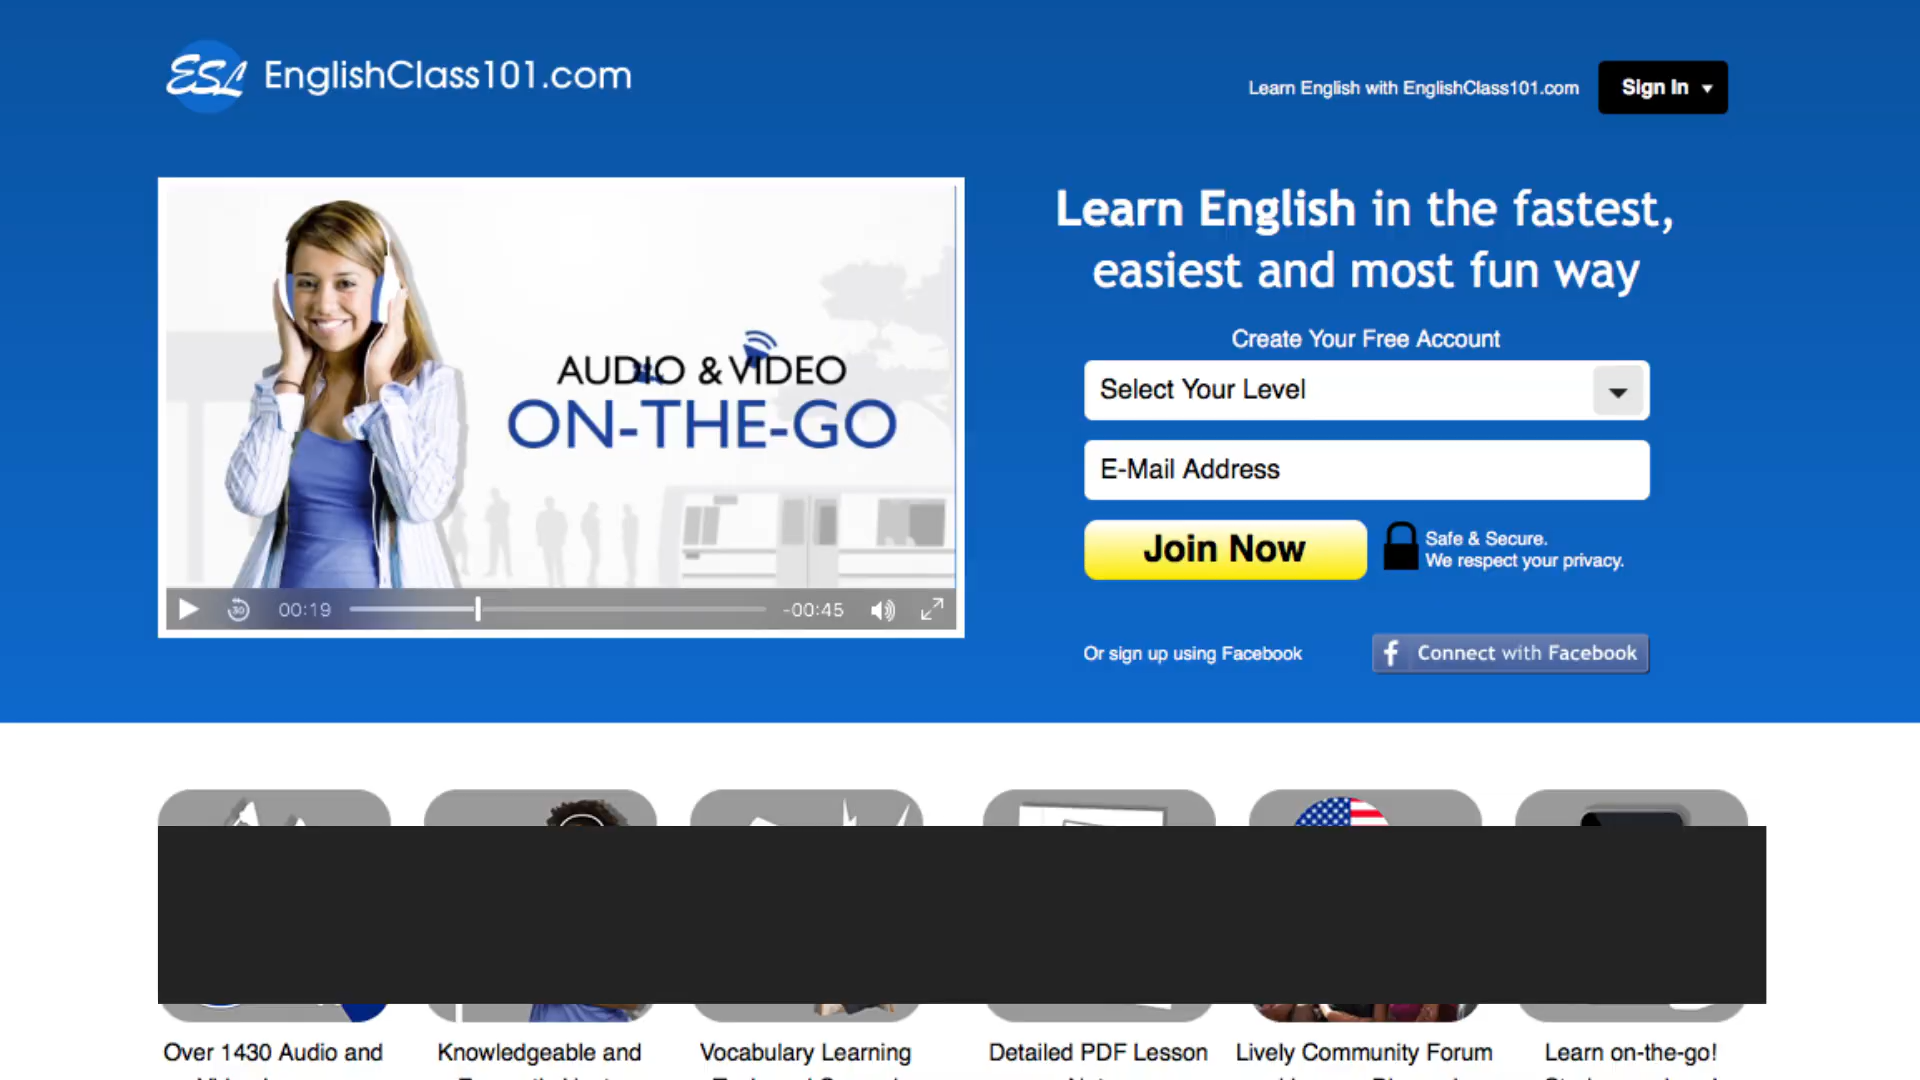 ESL EnglishClass101.com
Learn English with EnglishClass101.com
Sign In
AUDIO & VIDEO
ON-THE-GO
30
00:19
-00:45
Learn English in the fastest,
easiest and most fun way
Create Your Free Account
Select Your Level
E-Mail Address
Join Now
Safe & Secure.
We respect your privacy.
Or sign up using Facebook
f Connect with Facebook
Over 1430 Audio and
Knowledgeable and
Vocabulary Learning
Detailed PDF Lesson
Lively Community Forum
Learn on-the-go!